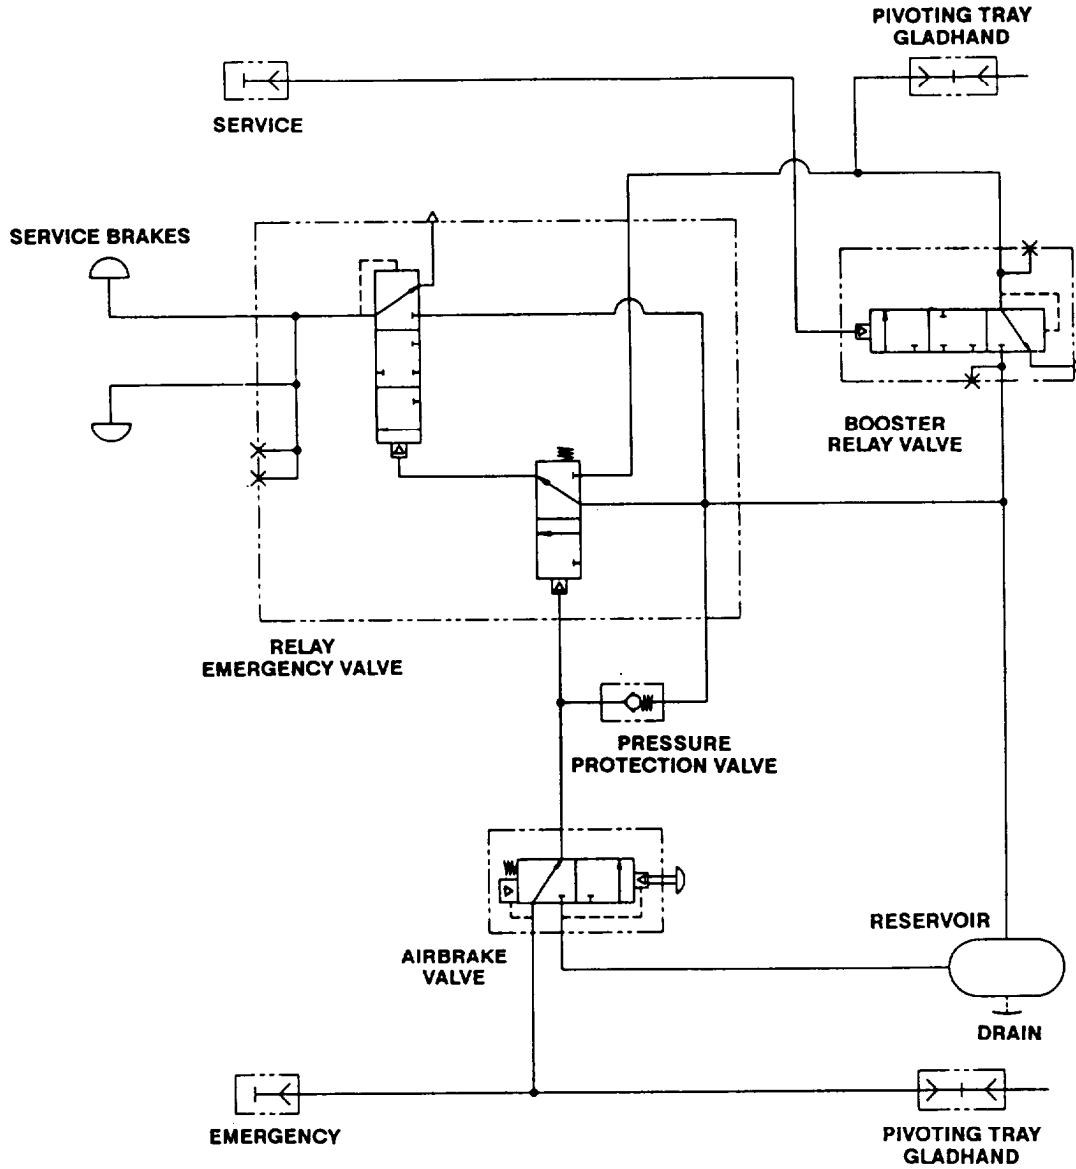 PIVOTING TRAY
GLADHAND
SERVICE
SERVICE BRAKES
BOOSTER
RELAY VALVE
RELAY
EMERGENCY VALVE
PRESSURE
PROTECTION VALVE
RESERVOIR
AIRBRAKE
VALVE
DRAIN
EMERGENCY
PIVOTING TRAY
GLADHAND